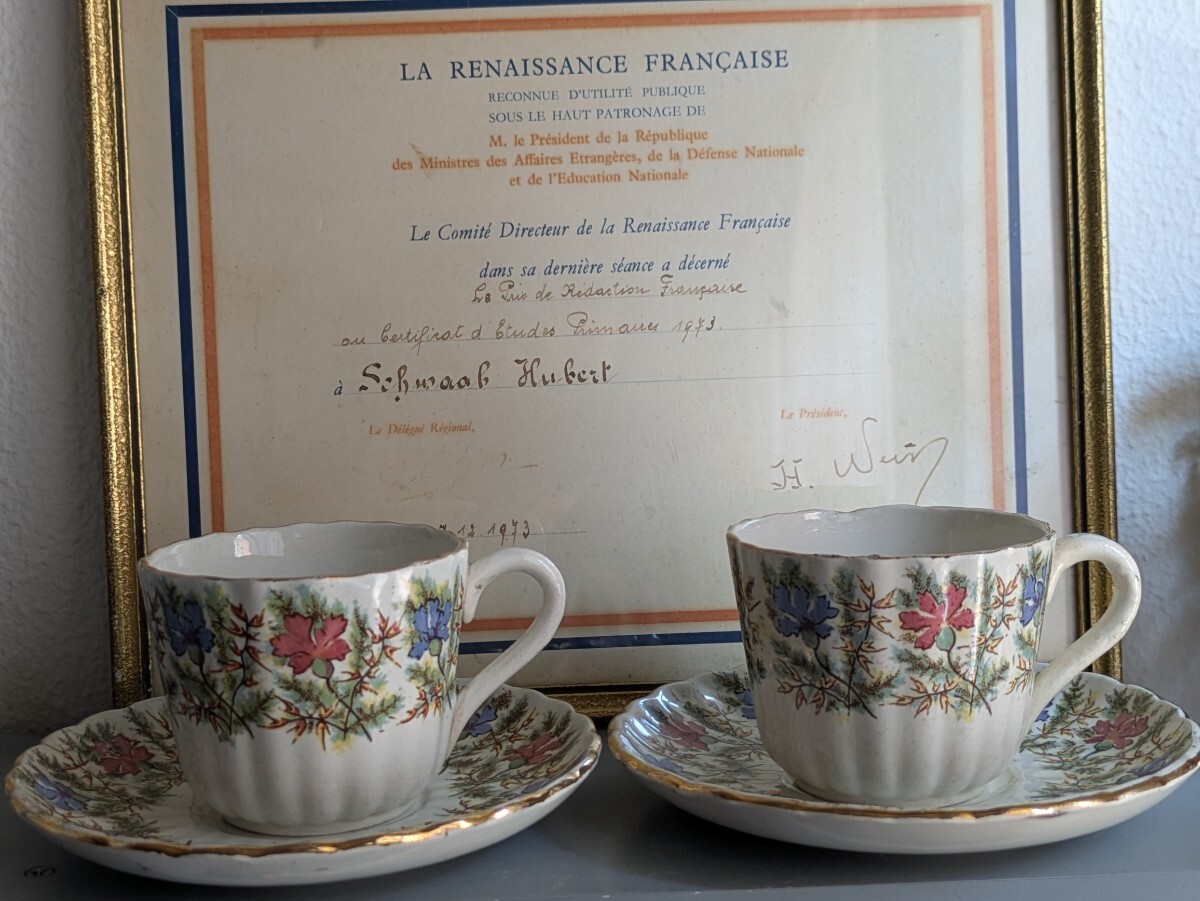 LA RENAISSANCE FRANÇAISE
RECONNUE D'UTILITÉ PUBLIQUE
SOUS LE HAUT PATRONAGE DE
M. le Président de la République
des Ministres des Affaires Etrangères, de la Défense Nationale
et de l'Education Nationale
Le Comité Directeur de la Renaissance Française
dans sa dernière séance a décerné
Le Prix de Rédaction Française
au Certificat d'Etudes Primaires 1973.
à Schwaab Hubert
Le Délégué Régional,
Le Président,
H.
12.1973